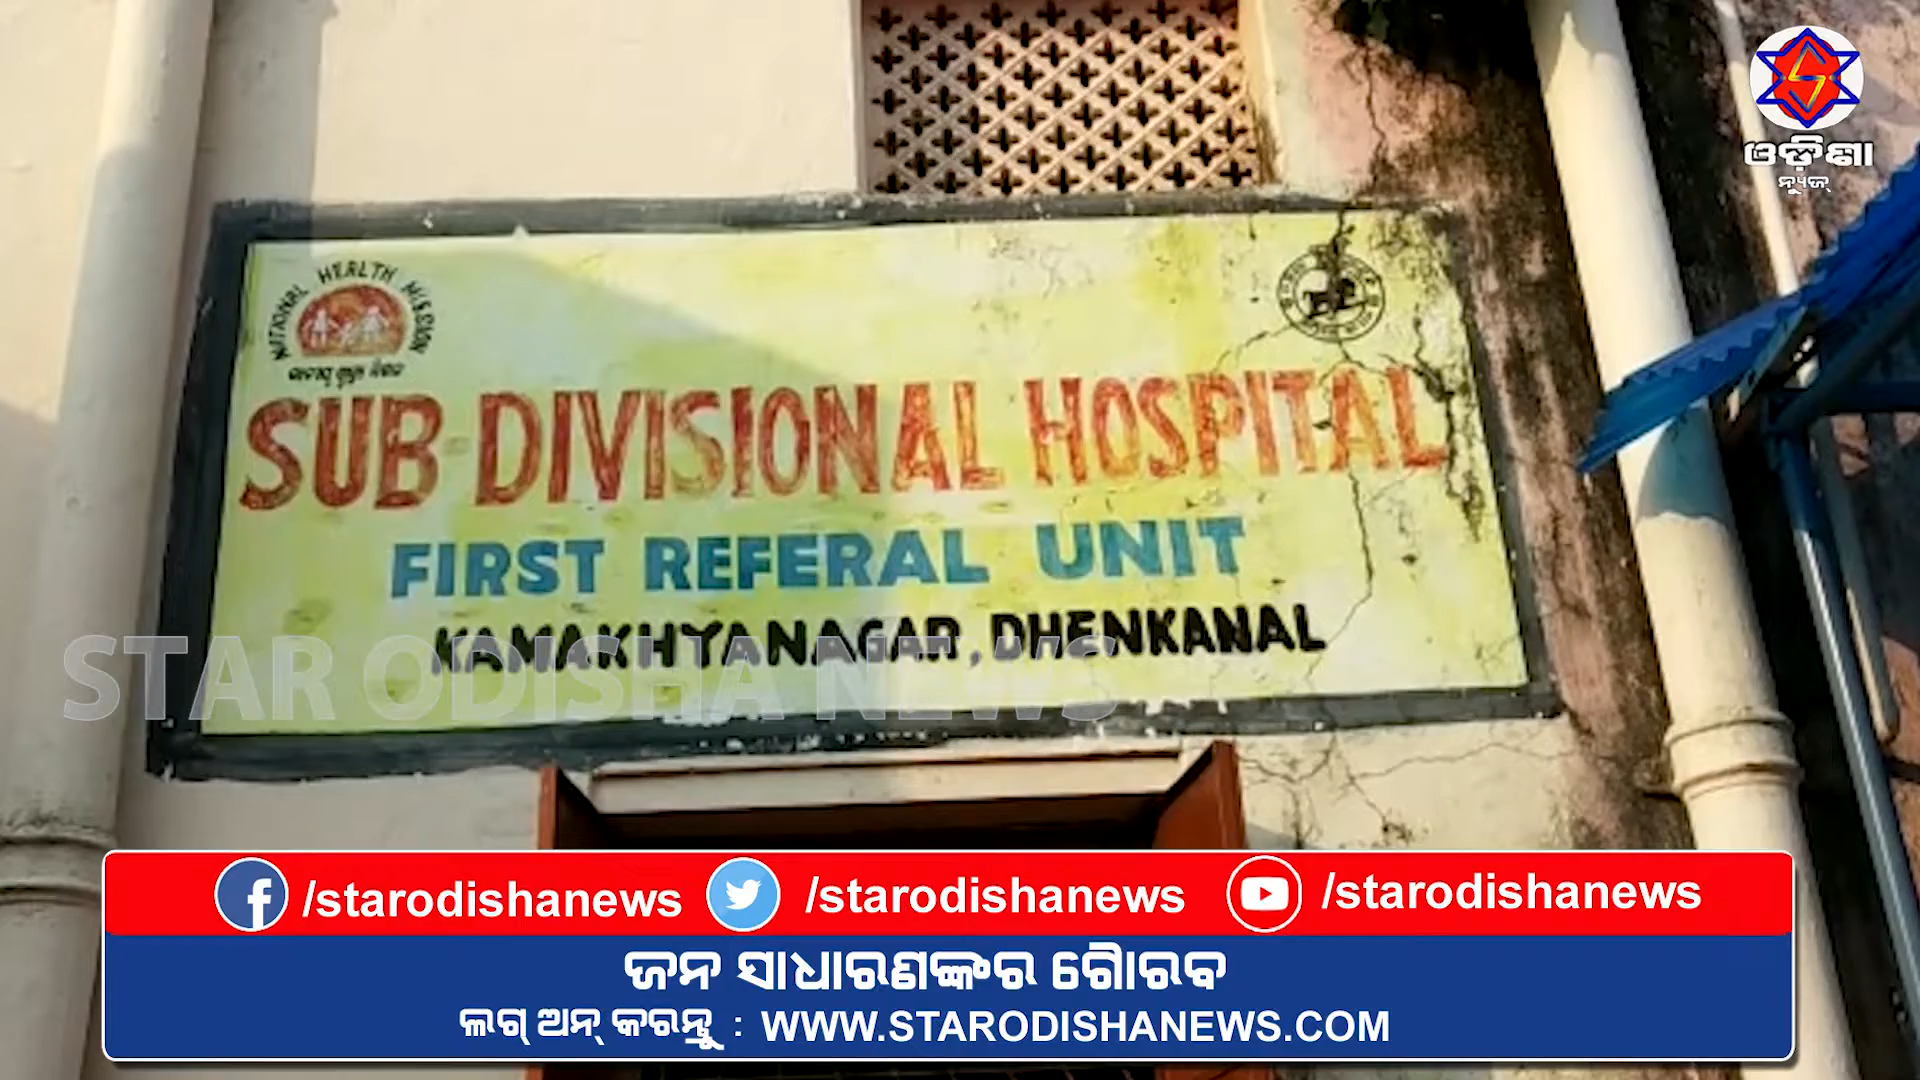 ଓଡ଼ିଶା
ନ୍ୟୁଜ୍
NATIONAL HEALTH MISSION
SUB DIVISIONAL HOSPITAL
FIRST REFERAL UNIT
KAMAKHYANAGAR, DHENKANAL
STAR ODISHA NEWS
/starodishanews /starodishanews /starodishanews
ଜନ ସାଧାରଣଙ୍କର ଗୌରବ
ଲଗ୍ ଅନ୍ କରନ୍ତୁ : WWW.STARODISHANEWS.COM